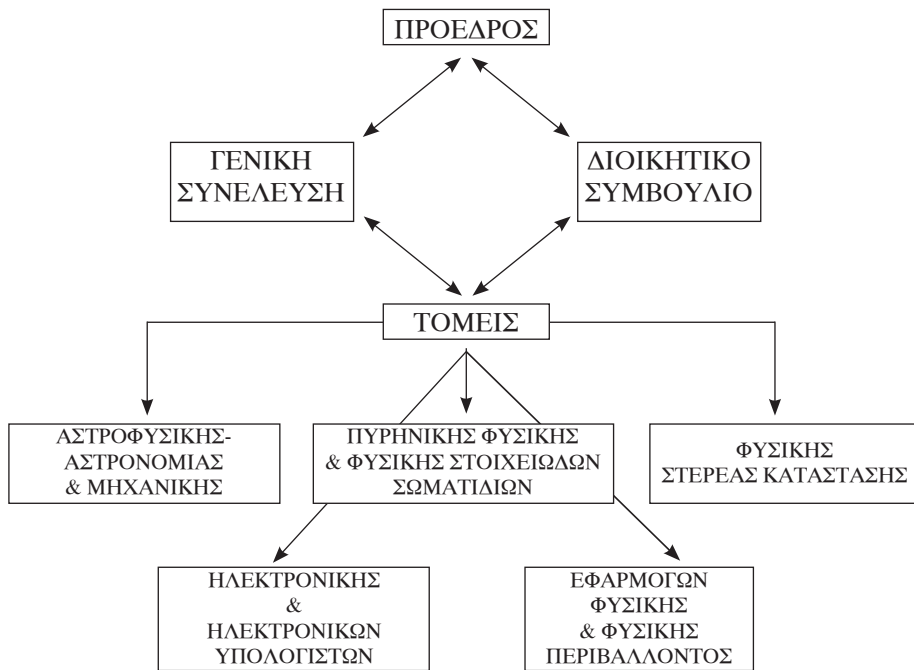 ΠΡΟΕΔΡΟΣ
ΓΕΝΙΚΗ
ΣΥΝΕΛΕΥΣΗ
ΔΙΟΙΚΗΤΙΚΟ
ΣΥΜΒΟΥΛΙΟ
ΤΟΜΕΙΣ
ΑΣΤΡΟΦΥΣΙΚΗΣ-
ΑΣΤΡΟΝΟΜΙΑΣ
& ΜΗΧΑΝΙΚΗΣ
ΠΥΡΗΝΙΚΗΣ ΦΥΣΙΚΗΣ
& ΦΥΣΙΚΗΣ ΣΤΟΙΧΕΙΩΔΩΝ
ΣΩΜΑΤΙΔΙΩΝ
ΦΥΣΙΚΗΣ
ΣΤΕΡΕΑΣ ΚΑΤΑΣΤΑΣΗΣ
ΗΛΕΚΤΡΟΝΙΚΗΣ
&
ΗΛΕΚΤΡΟΝΙΚΩΝ
ΥΠΟΛΟΓΙΣΤΩΝ
ΕΦΑΡΜΟΓΩΝ
ΦΥΣΙΚΗΣ
& ΦΥΣΙΚΗΣ
ΠΕΡΙΒΑΛΛΟΝΤΟΣ